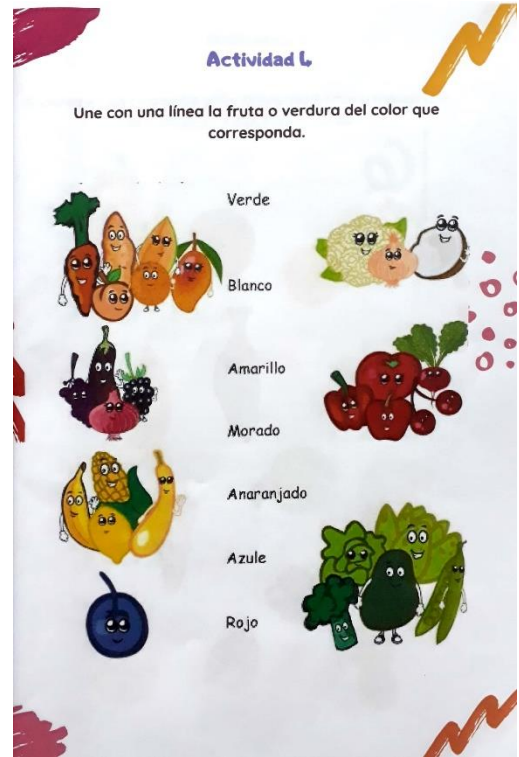 Actividad 4
Une con una línea la fruta o verdura del color que
corresponda.
Verde
Blanco
Amarillo
Morado
Anaranjado
Azule
Rojo